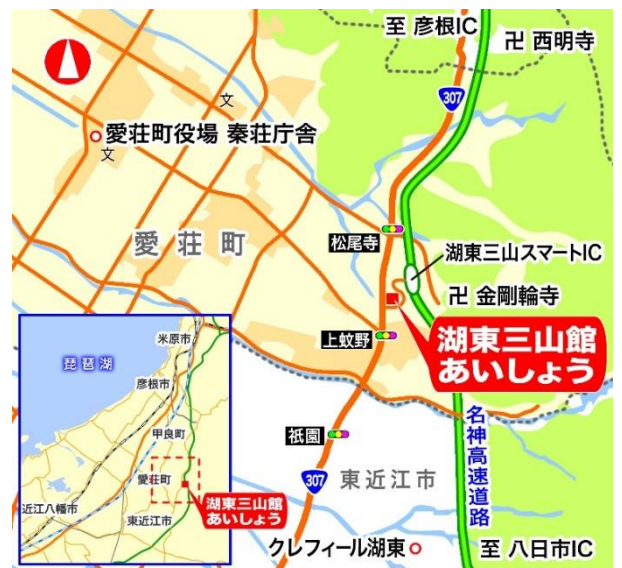 至 彦根IC
卍 西明寺
307
文
愛荘町役場 秦荘庁舎
文
愛荘町
松尾寺
湖東三山スマートIC
卍 金剛輪寺
湖東三山館
あいしょう
上蚊野
祇園
名神高速道路
307
東近江市
クレフィール湖東
至 八日市IC
米原市
琵琶湖
彦根市
甲良町
愛荘町
近江八幡市
東近江市
湖東三山館
あいしょう